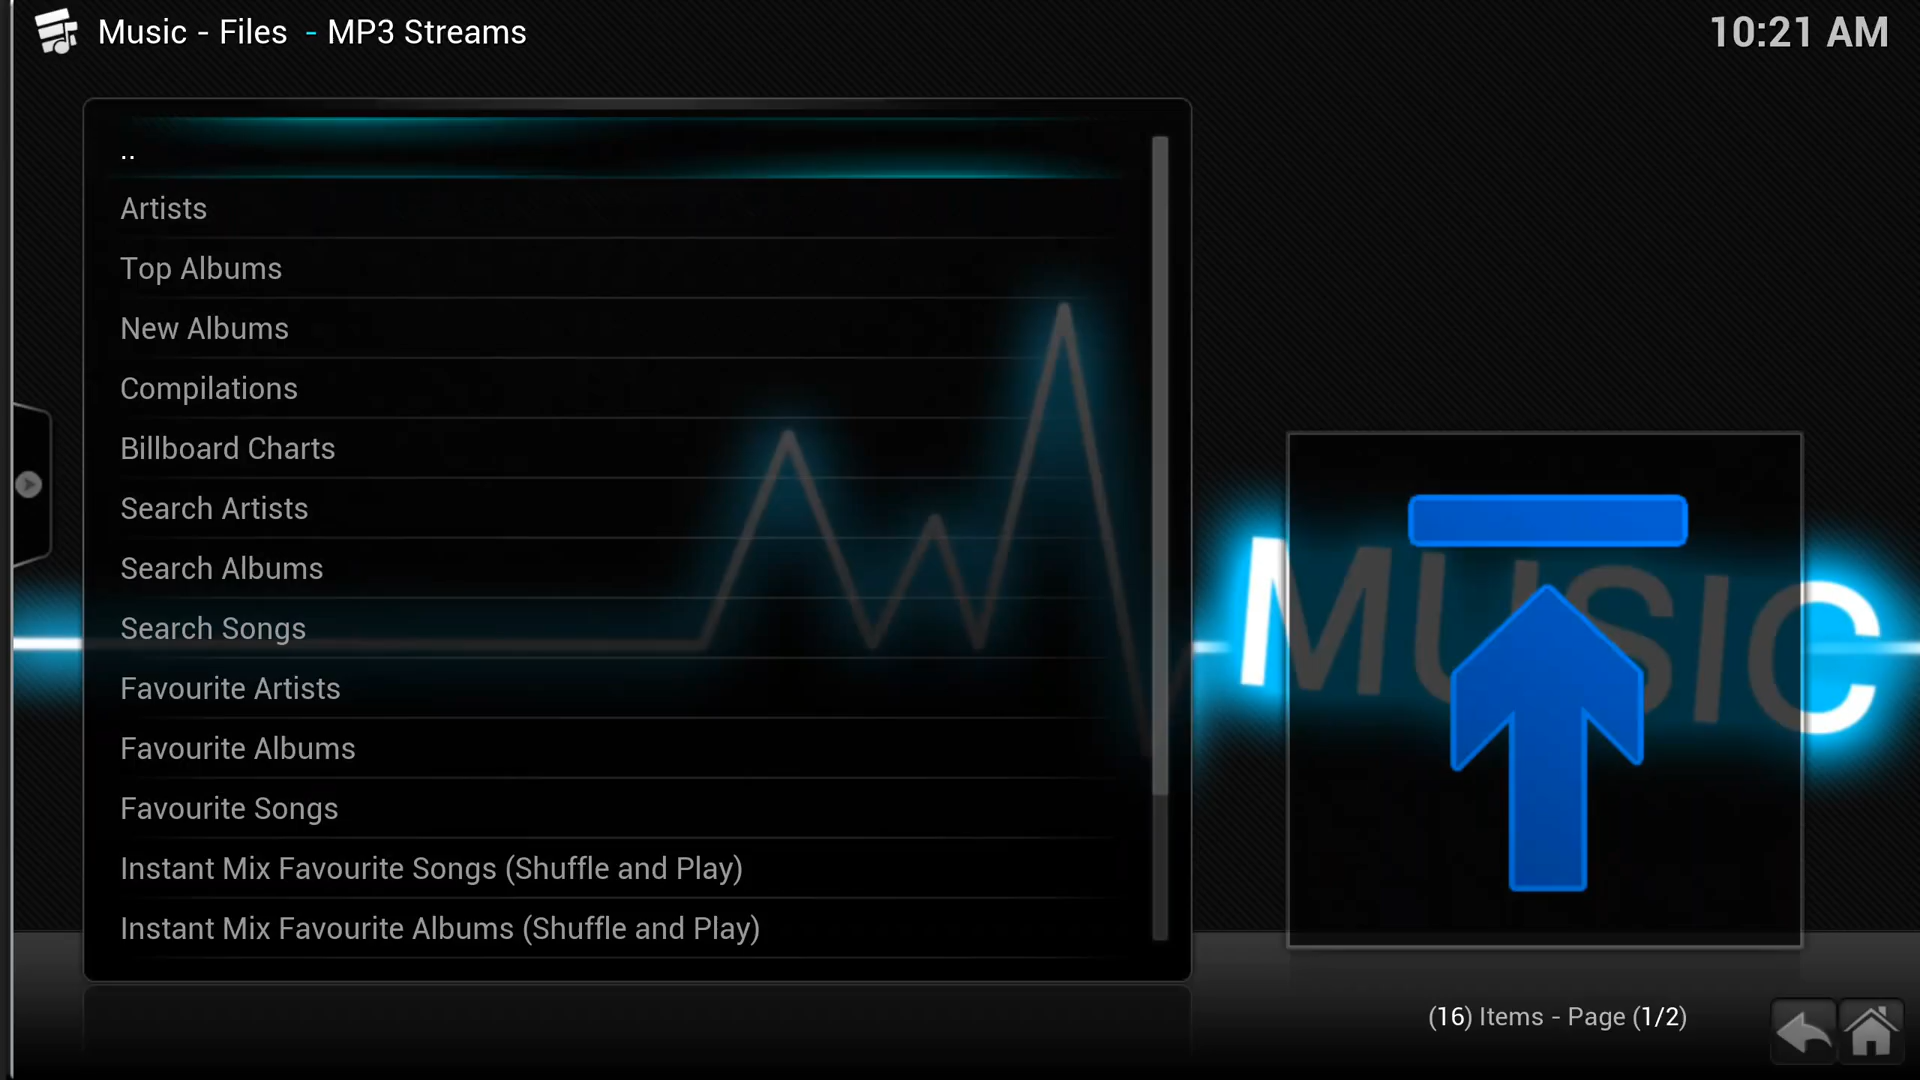 Music - Files - MP3 Streams
10:21 AM
..
Artists
Top Albums
New Albums
Compilations
Billboard Charts
Search Artists
Search Albums
Search Songs
Favourite Artists
Favourite Albums
Favourite Songs
Instant Mix Favourite Songs (Shuffle and Play)
Instant Mix Favourite Albums (Shuffle and Play)
MUSIC
(16) Items - Page (1/2)